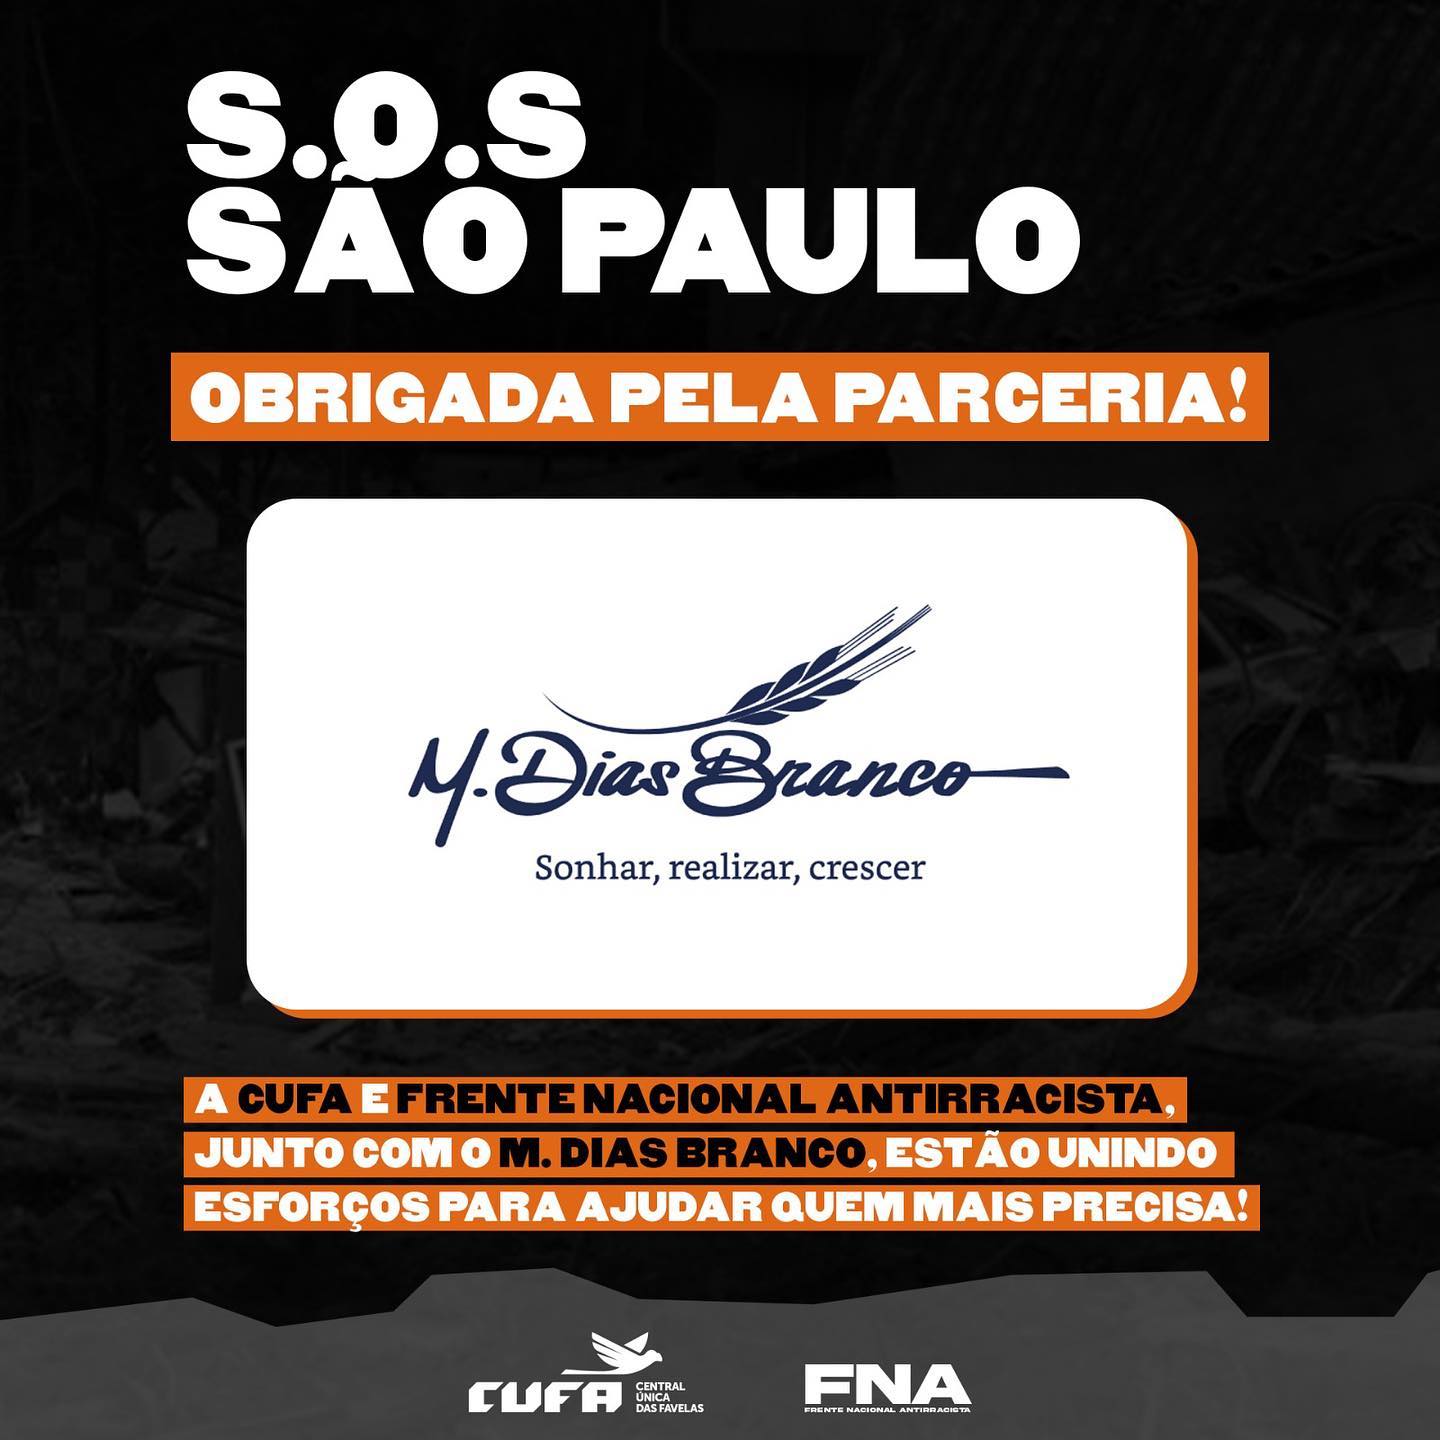 S.O.S
SÃO PAULO
OBRIGADA PELA PARCERIA!
M. Dias Branco
Sonhar, realizar, crescer
A CUFA E FRENTE NACIONAL ANTIRRACISTA,
JUNTO COM O M. DIAS BRANCO, ESTÃO UNINDO
ESFORÇOS PARA AJUDAR QUEM MAIS PRECISA!
CUFA
CENTRAL
ÚNICA
DAS FAVELAS
FNA
FRENTE NACIONAL ANTIRRACISTA